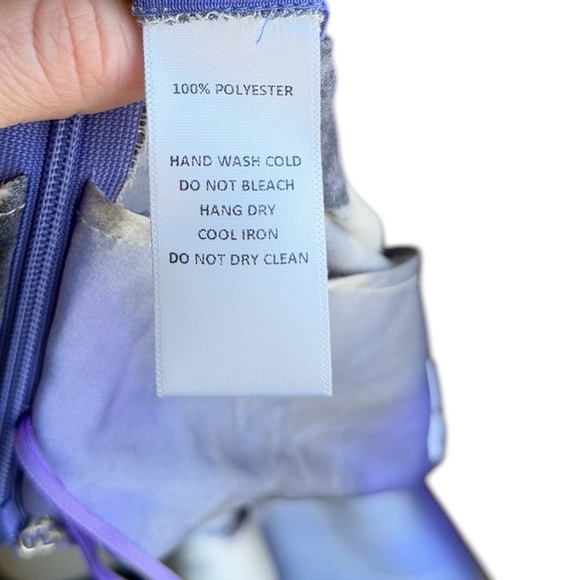 100% POLYESTER
HAND WASH COLD
DO NOT BLEACH
HANG DRY
COOL IRON
DO NOT DRY CLEAN